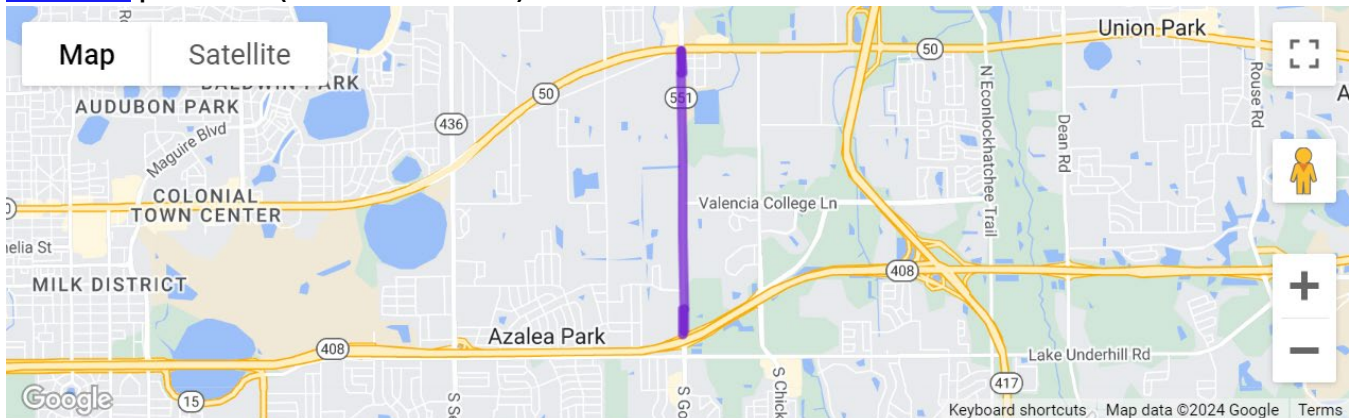 Map
Satellite
BALDWIN PARK
AUDUBON PARK
Maguire Blvd
COLONIAL
TOWN CENTER
MILK DISTRICT
50
436
551
50
50
Union Park
N Econlockhatchee Trail
Dean Rd
Rouse Rd
Valencia College Ln
408
Azalea Park
408
Lake Underhill Rd
15
417
Google
Keyboard shortcuts
Map data ©2024 Google
Terms